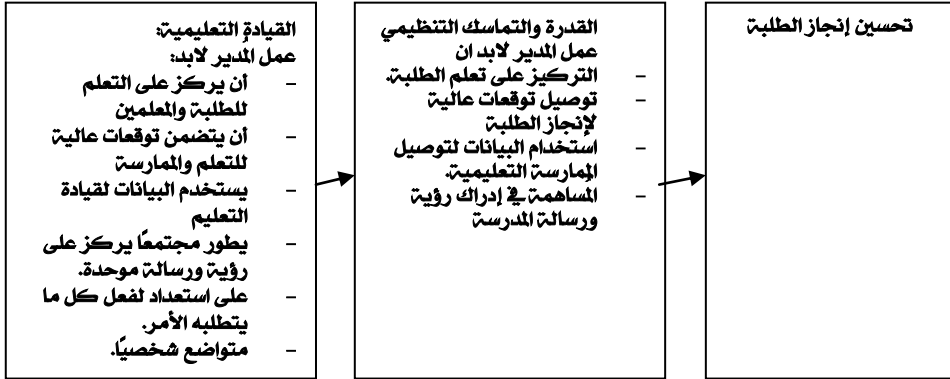 القيادة التعليمية:
عمل المدير لابد:
- أن يركز على التعلم
للطلبة والمعلمين
- أن يتضمن توقعات عالية
للتعلم والممارسة
- يستخدم البيانات لقيادة
التعليم
- يطور مجتمعًا يركز على
رؤية ورسالة موحدة.
- على استعداد لفعل كل ما
يتطلبه الأمر.
- متواضع شخصيًا.
القدرة والتماسك التنظيمي
عمل المدير لابد ان
- التركيز على تعلم الطلبة.
- توصيل توقعات عالية
لإنجاز الطلبة
- استخدام البيانات لتوصيل
الممارسة التعليمية.
- المساهمة في إدراك رؤية
ورسالة المدرسة
تحسين إنجاز الطلبة